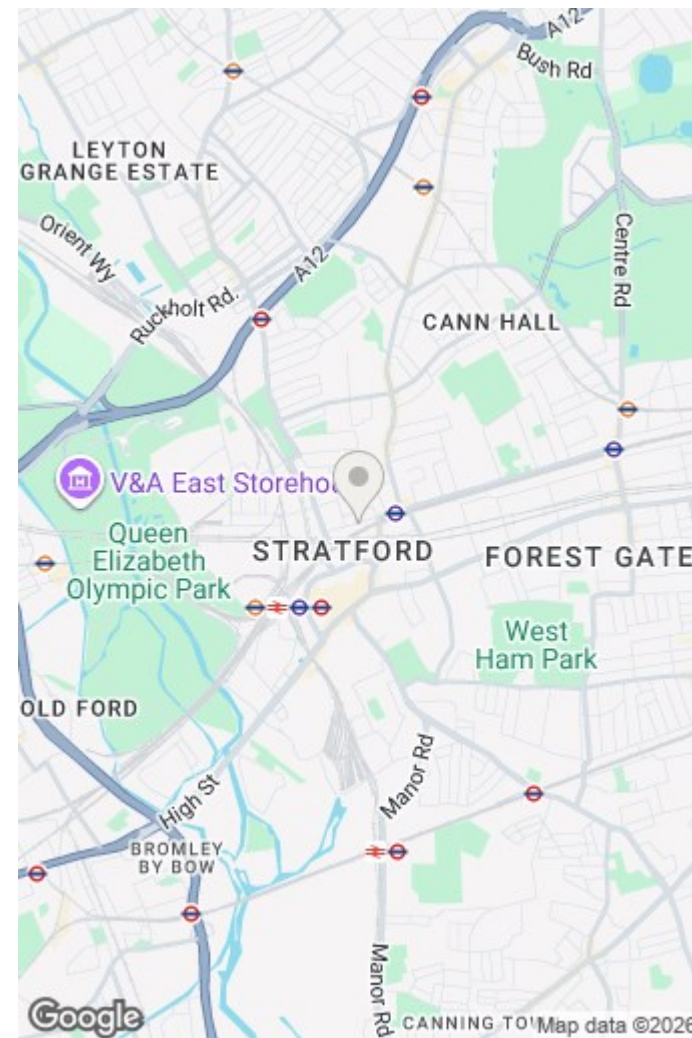 A12
Bush Rd
LEYTON
GRANGE ESTATE
Orient Wy
A12
Centre Rd
Ruckholt Rd.
CANN HALL
V&A East Storehou
Queen
Elizabeth
Olympic Park
STRATFORD
FOREST GATE
West
Ham Park
OLD FORD
Manor Rd
High St
BROMLEY
BY BOW
Manor Rd
Google
CANNING TOW
Map data ©2026